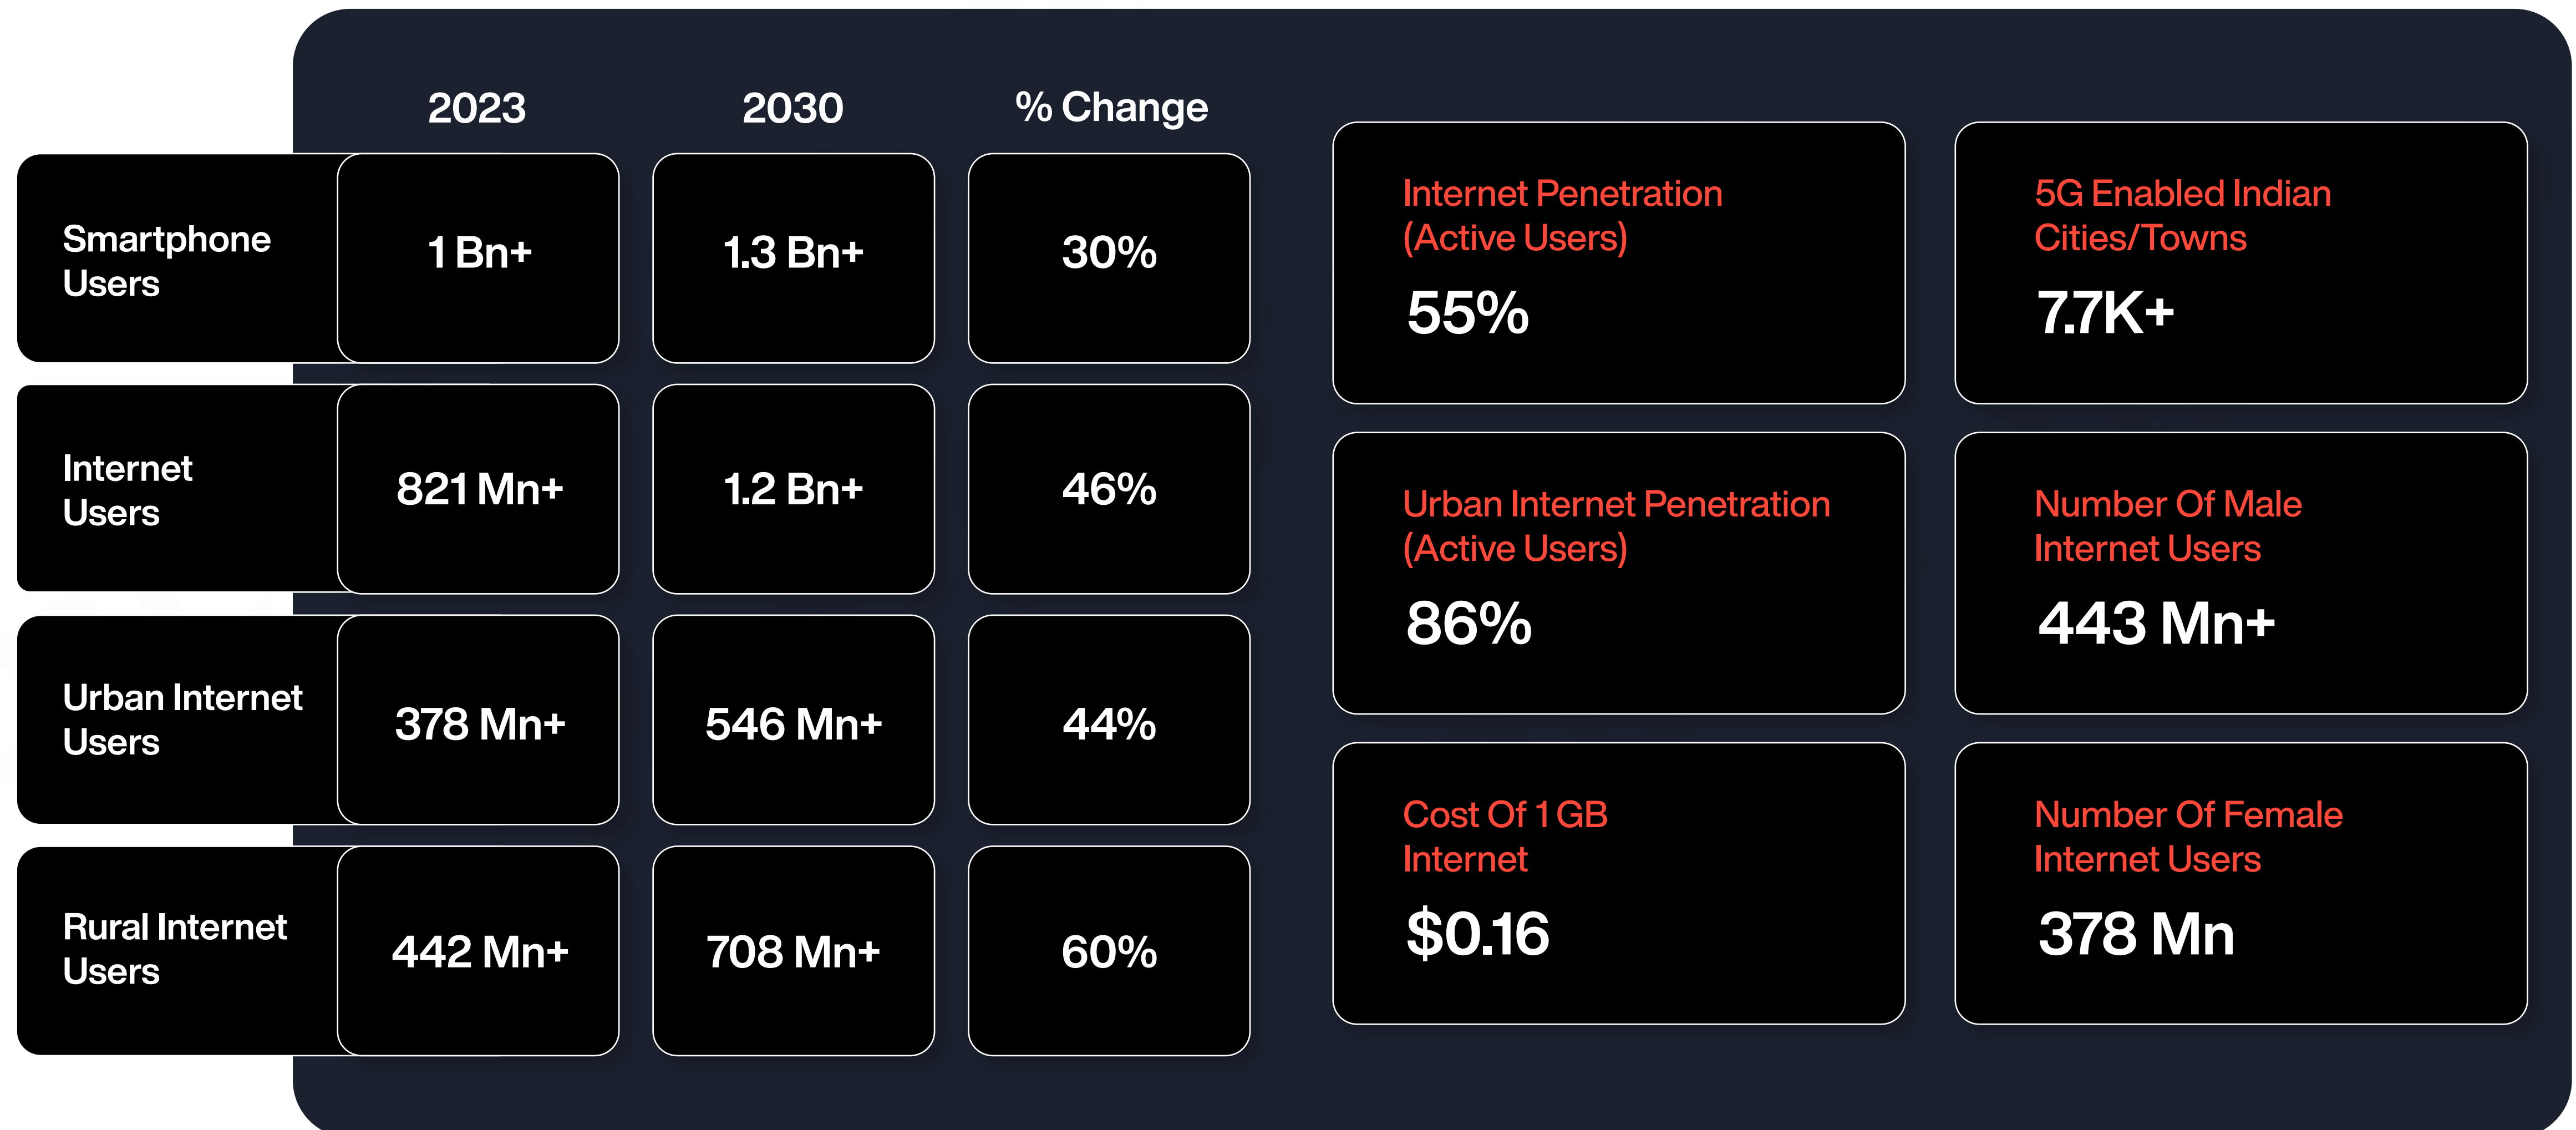 2023 2030 % Change
Smartphone
Users
1 Bn+ 1.3 Bn+ 30%
Internet
Users
821 Mn+ 1.2 Bn+ 46%
Urban Internet
Users
378 Mn+ 546 Mn+ 44%
Rural Internet
Users
442 Mn+ 708 Mn+ 60%
Internet Penetration
(Active Users)
55%
5G Enabled Indian
Cities/Towns
7.7K+
Urban Internet Penetration
(Active Users)
86%
Number Of Male
Internet Users
443 Mn+
Cost Of 1 GB
Internet
$0.16
Number Of Female
Internet Users
378 Mn